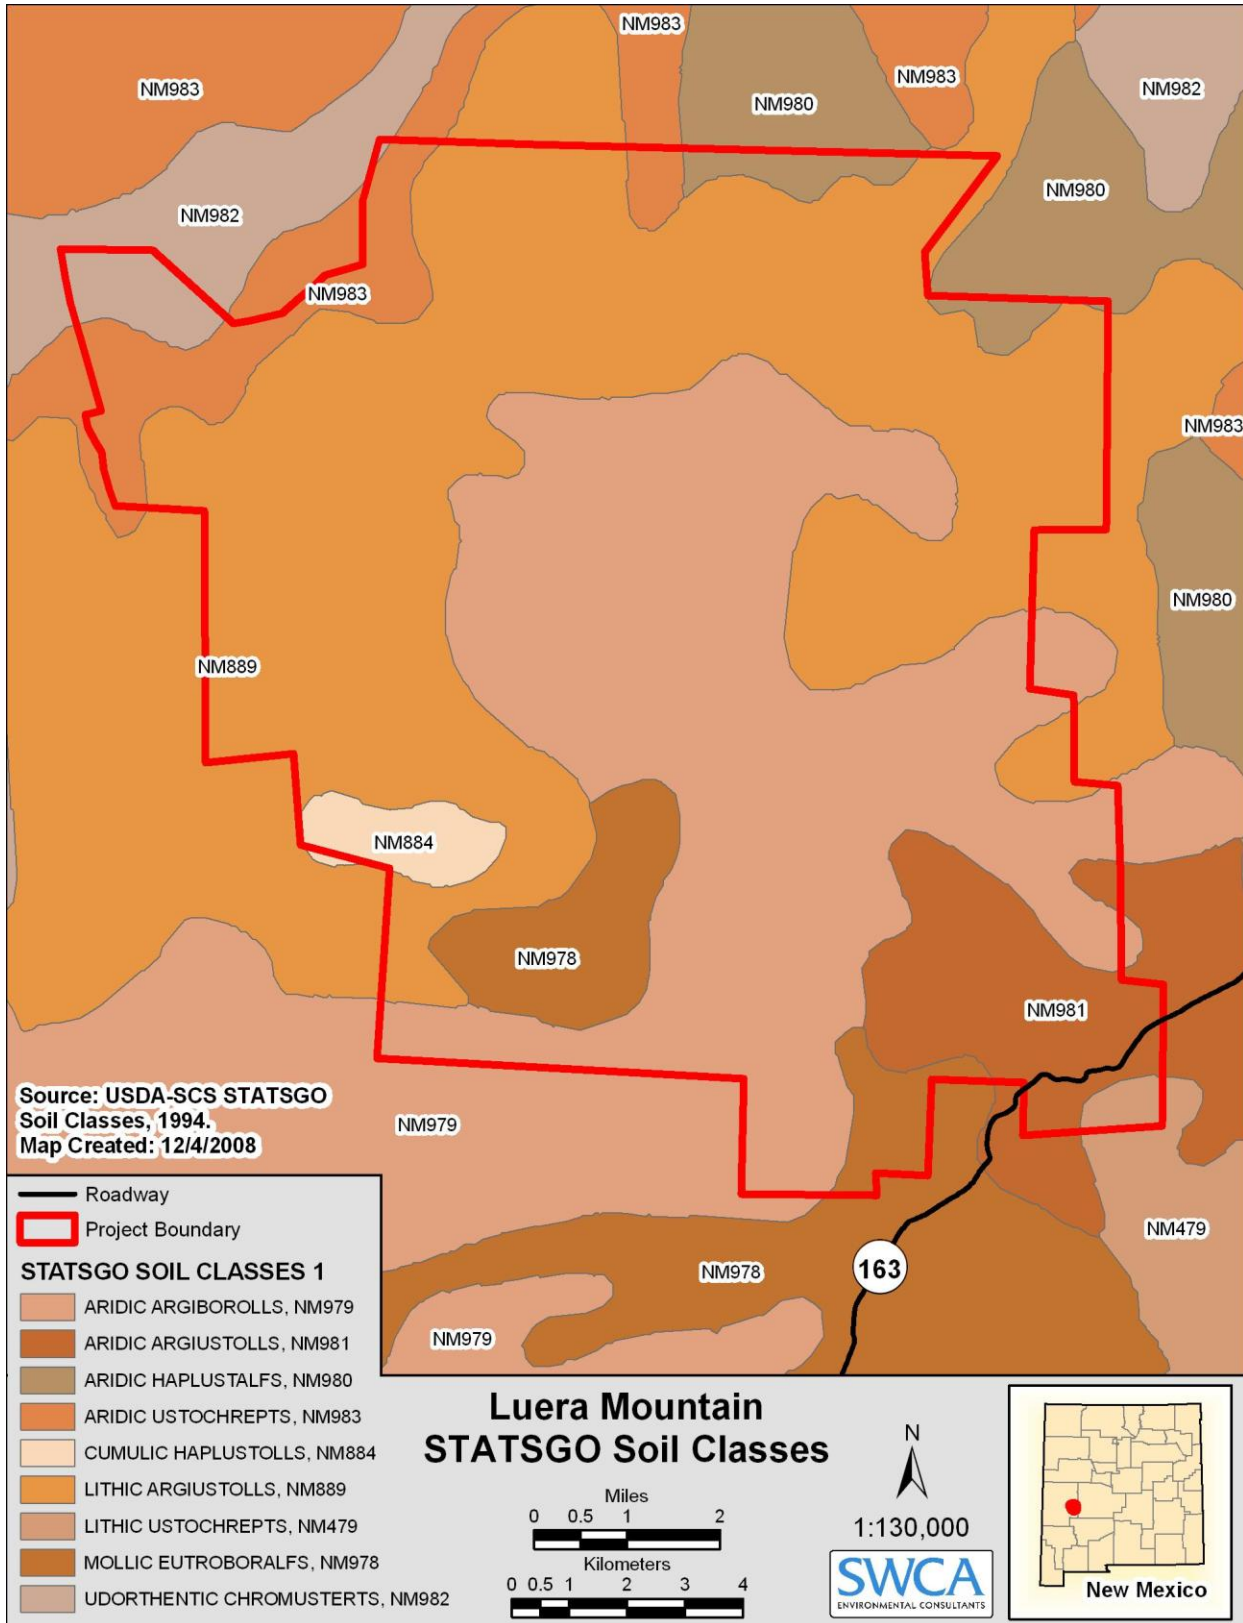 NM983
NM983
NM983
NM982
NM980
NM980
NM982
NM983
NM983
NM980
NM889
NM884
NM978
NM981
Source: USDA-SCS STATSGO
Soil Classes, 1994.
Map Created: 12/4/2008
NM979
NM479
NM978
163
NM979
Roadway
Project Boundary
STATSGO SOIL CLASSES 1
ARIDIC ARGIBOROLLS, NM979
ARIDIC ARGIUSTOLLS, NM981
ARIDIC HAPLUSTALFS, NM980
ARIDIC USTOCHREPTS, NM983
CUMULIC HAPLUSTOLLS, NM884
LITHIC ARGIUSTOLLS, NM889
LITHIC USTOCHREPTS, NM479
MOLLIC EUTROBORALFS, NM978
UDORTHENTIC CHROMUSTERTS, NM982
Luera Mountain
STATSGO Soil Classes
Miles
0 0.5 1 2
Kilometers
0 0.5 1 2 3 4
N
1:130,000
SWCA
ENVIRONMENTAL CONSULTANTS
New Mexico